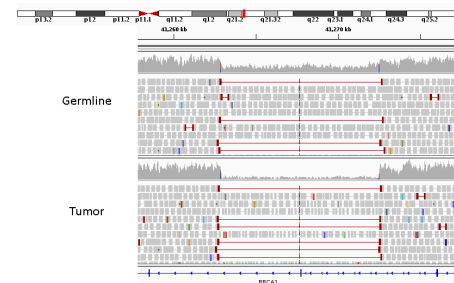 p13.2 p12 p11.2 p11.1 q11.2 q12 q21.2 q21.32 q22 q23.1 q24.1 q24.3 q25.2
43,260 kb 43,270 kb
Germline
Tumor
BRCA1